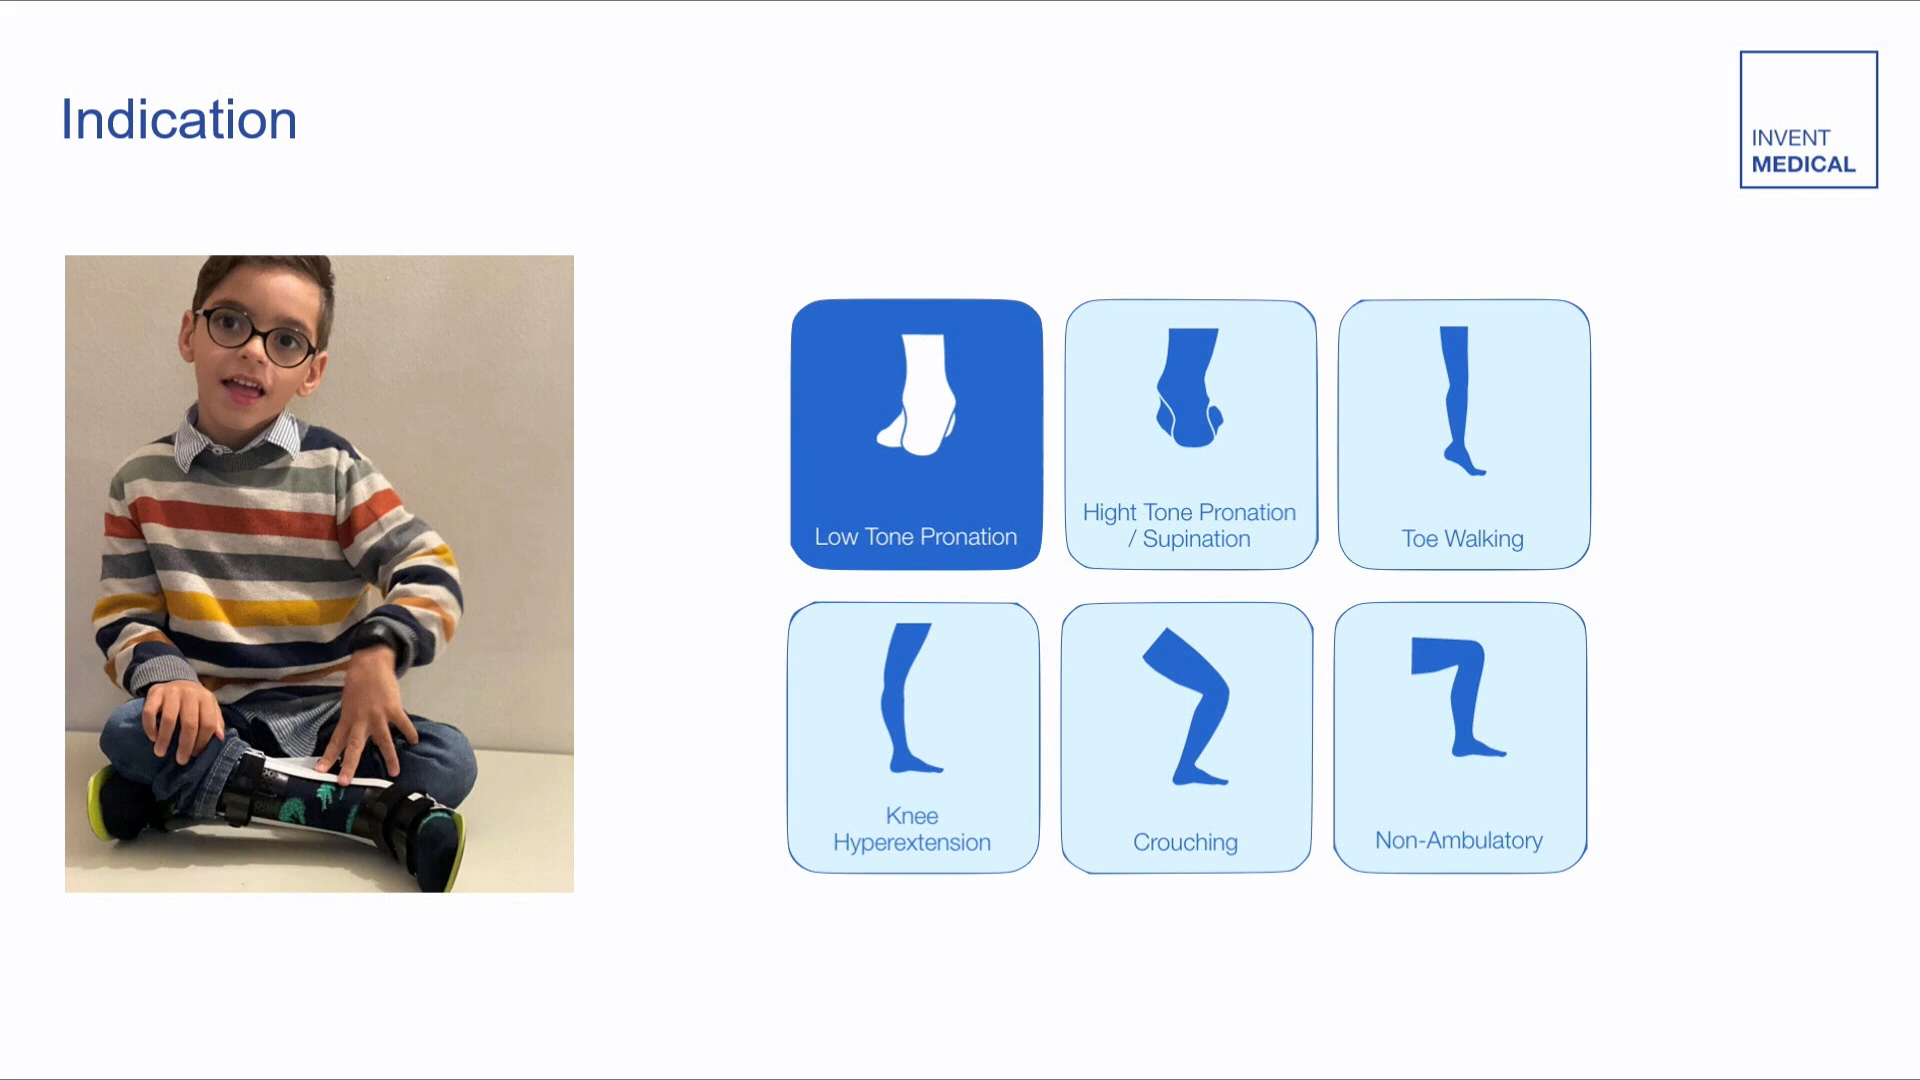 Indication
INVENT
MEDICAL
Low Tone Pronation
Hight Tone Pronation
/ Supination
Toe Walking
Knee
Hyperextension
Crouching
Non-Ambulatory